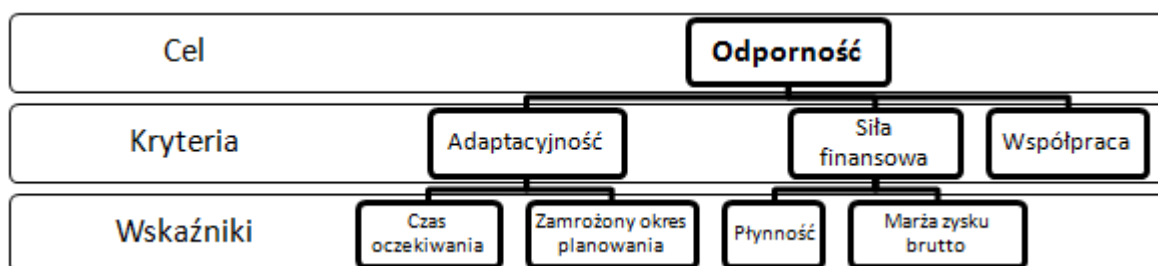 Cel
Odporność
Kryteria
Adaptacyjność
Siła
finansowa
Współpraca
Wskaźniki
Czas
oczekiwania
Zamrożony okres
planowania
Płynność
Marża zysku
brutto